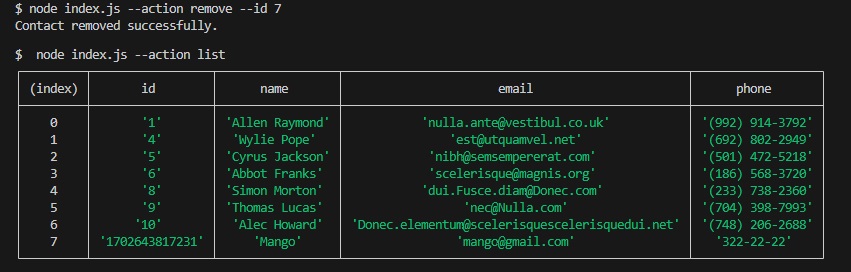 $ node index.js --action remove --id 7
Contact removed successfully.
$ node index.js --action list
(index) id name email phone
0 '1' 'Allen Raymond' 'nulla.ante@vestibul.co.uk' '(992) 914-3792'
1 '4' 'Wylie Pope' 'est@utquamvel.net' '(692) 802-2949'
2 '5' 'Cyrus Jackson' 'nibh@semsempererat.com' '(501) 472-5218'
3 '6' 'Abbot Franks' 'scelerisque@magnis.org' '(186) 568-3720'
4 '8' 'Simon Morton' 'dui.Fusce.diam@Donec.com' '(233) 738-2360'
5 '9' 'Thomas Lucas' 'nec@Nulla.com' '(704) 398-7993'
6 '10' 'Alec Howard' 'Donec.elementum@scelerisquescelerisquedui.net' '(748) 206-2688'
7 '1702643817231' 'Mango' 'mango@gmail.com' '322-22-22'